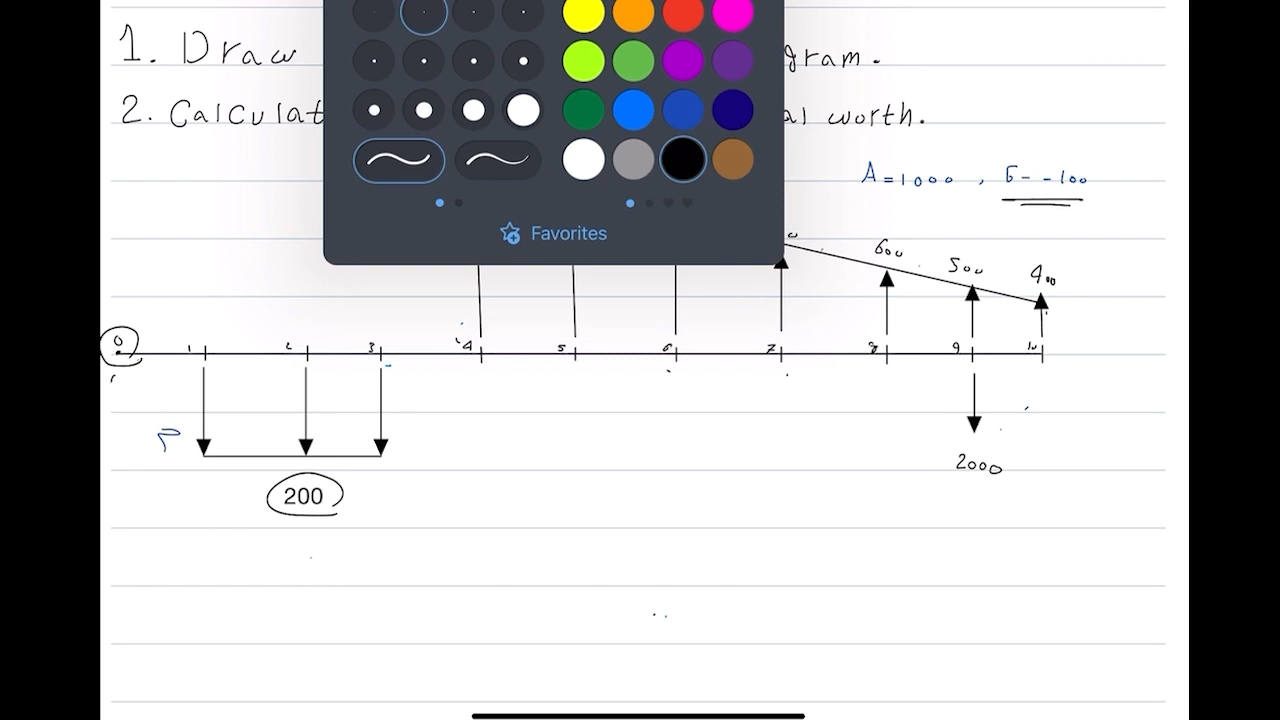 1. Draw gram.
2. Calculat al worth.
Favorites
A=1000 , G--100
600 500 400
0 1 2 3 4 5 6 7 8 9 10
P
200
2000